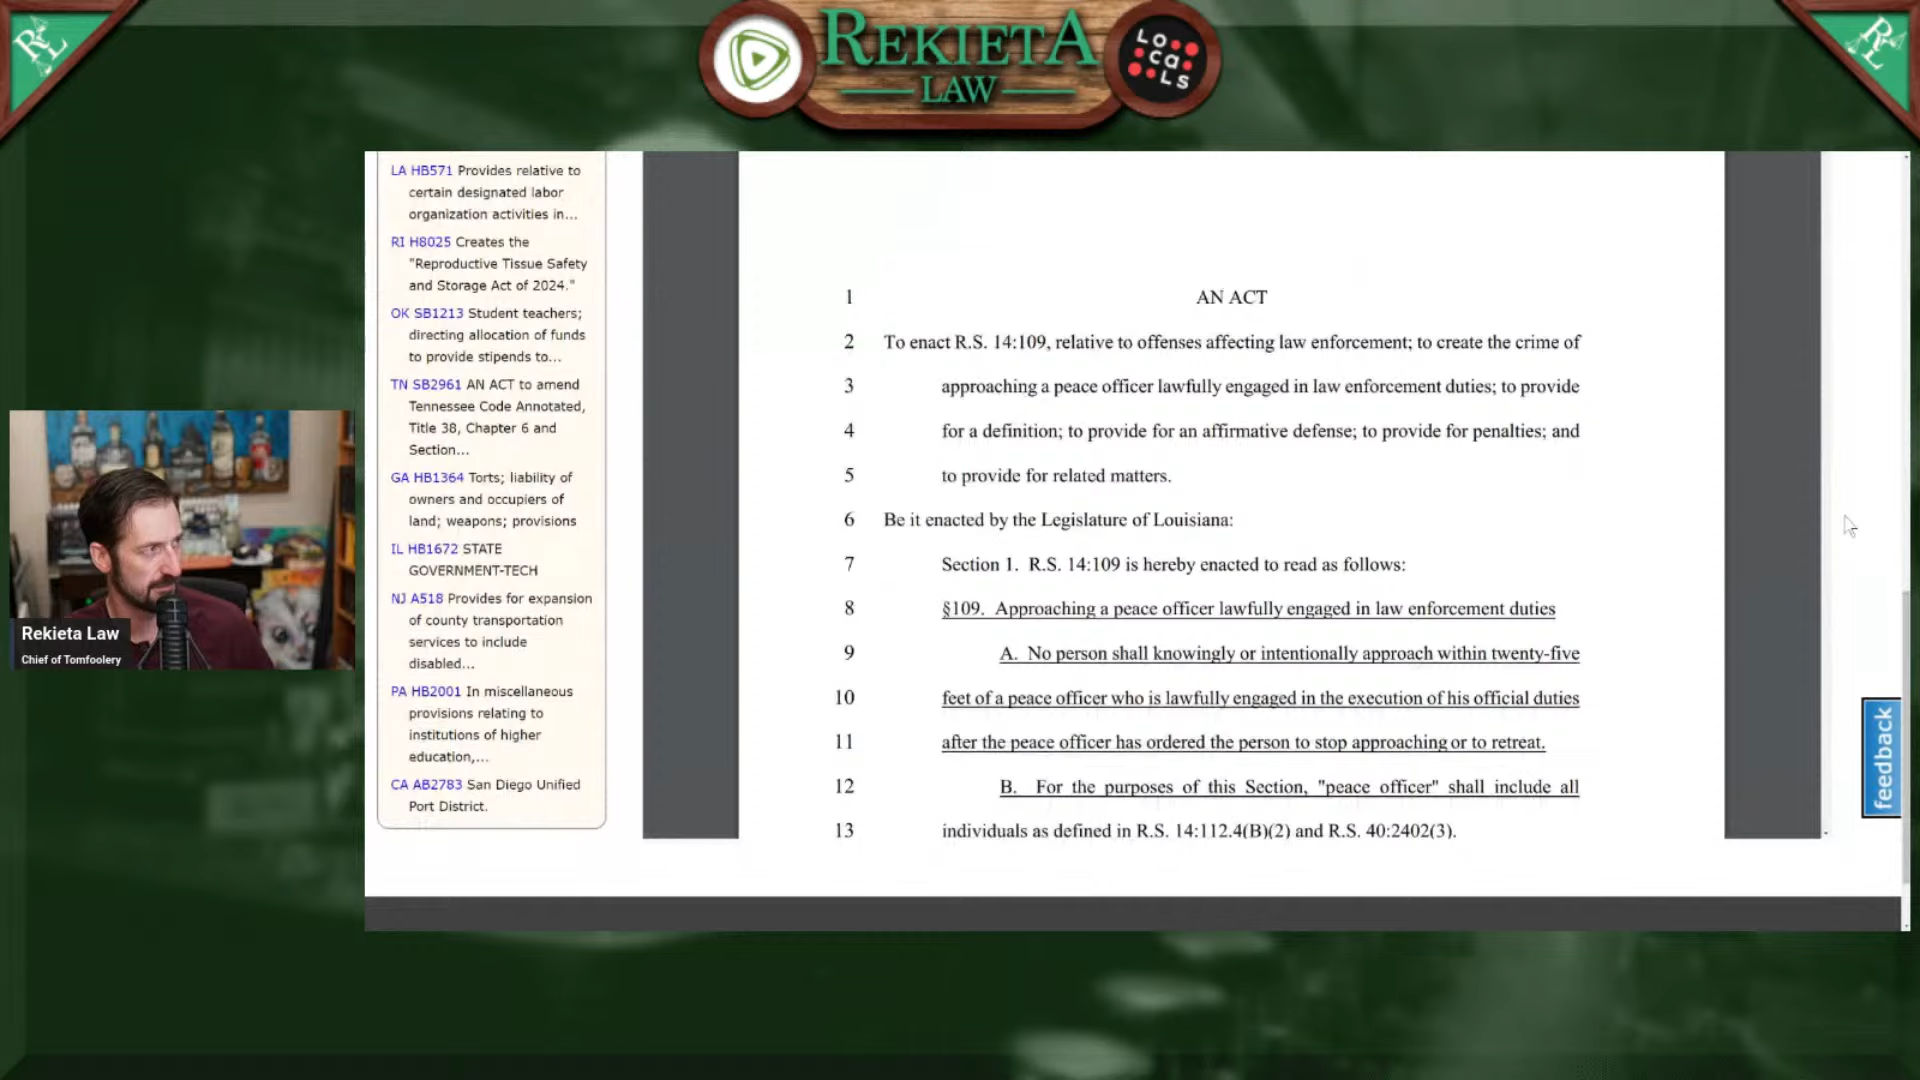 RLL
REKIETA
LAW
LOcaLS
RLL
LA HB571 Provides relative to
certain designated labor
organization activities in...
RI H8025 Creates the
"Reproductive Tissue Safety
and Storage Act of 2024."
OK SB1213 Student teachers;
directing allocation of funds
to provide stipends to...
TN SB2961 AN ACT to amend
Tennessee Code Annotated,
Title 38, Chapter 6 and
Section...
GA HB1364 Torts; liability of
owners and occupiers of
land; weapons; provisions
IL HB1672 STATE
GOVERNMENT-TECH
NJ A518 Provides for expansion
of county transportation
services to include
disabled...
PA HB2001 In miscellaneous
provisions relating to
institutions of higher
education,...
CA AB2783 San Diego Unified
Port District.
1 AN ACT
2 To enact R.S. 14:109, relative to offenses affecting law enforcement; to create the crime of
3 approaching a peace officer lawfully engaged in law enforcement duties; to provide
4 for a definition; to provide for an affirmative defense; to provide for penalties; and
5 to provide for related matters.
6 Be it enacted by the Legislature of Louisiana:
7 Section 1. R.S. 14:109 is hereby enacted to read as follows:
8 §109. Approaching a peace officer lawfully engaged in law enforcement duties
9 A. No person shall knowingly or intentionally approach within twenty-five
10 feet of a peace officer who is lawfully engaged in the execution of his official duties
11 after the peace officer has ordered the person to stop approaching or to retreat.
12 B. For the purposes of this Section, "peace officer" shall include all
13 individuals as defined in R.S. 14:112.4(B)(2) and R.S. 40:2402(3).
feedback
Rekieta Law
Chief of Tomfoolery